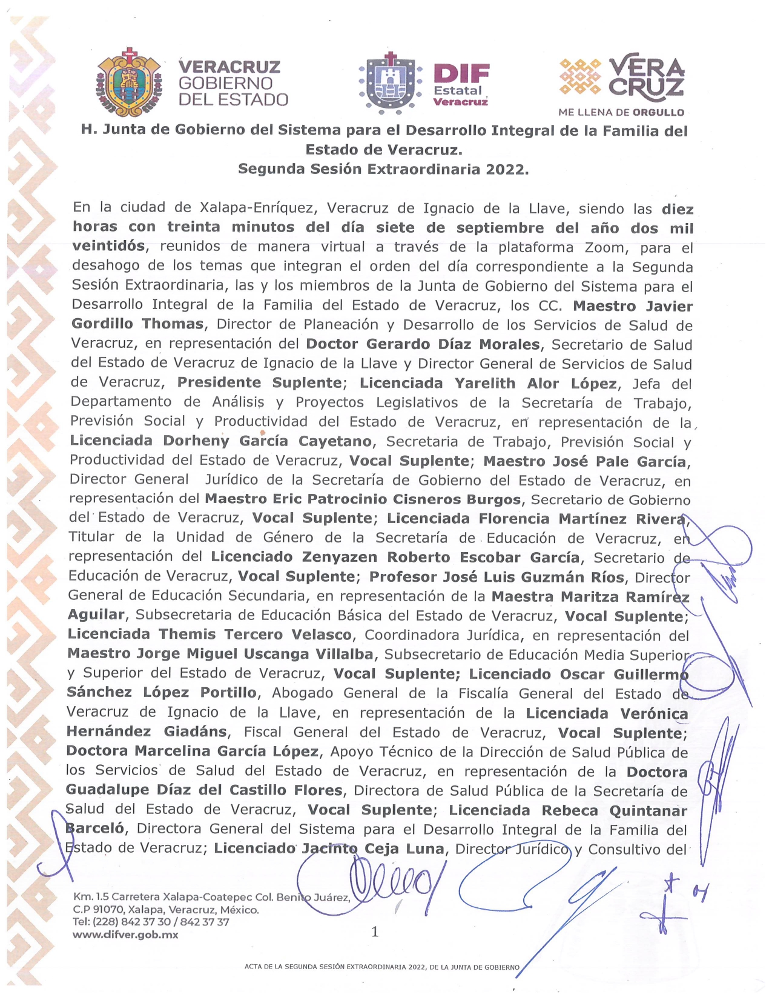 VERACRUZ
GOBIERNO
DEL ESTADO
DIF
Estatal
Veracruz
VERA
CRUZ
ME LLENA DE ORGULLO
H. Junta de Gobierno del Sistema para el Desarrollo Integral de la Familia del
Estado de Veracruz.
Segunda Sesión Extraordinaria 2022.
En la ciudad de Xalapa-Enríquez, Veracruz de Ignacio de la Llave, siendo las diez
horas con treinta minutos del día siete de septiembre del año dos mil
veintidós, reunidos de manera virtual a través de la plataforma Zoom, para el
desahogo de los temas que integran el orden del día correspondiente a la Segunda
Sesión Extraordinaria, las y los miembros de la Junta de Gobierno del Sistema para el
Desarrollo Integral de la Familia del Estado de Veracruz, los CC. Maestro Javier
Gordillo Thomas, Director de Planeación y Desarrollo de los Servicios de Salud de
Veracruz, en representación del Doctor Gerardo Díaz Morales, Secretario de Salud
del Estado de Veracruz de Ignacio de la Llave y Director General de Servicios de Salud
de Veracruz, Presidente Suplente; Licenciada Yarelith Alor López, Jefa del
Departamento de Análisis y Proyectos Legislativos de la Secretaría de Trabajo,
Previsión Social y Productividad del Estado de Veracruz, en representación de la
Licenciada Dorheny García Cayetano, Secretaria de Trabajo, Previsión Social y
Productividad del Estado de Veracruz, Vocal Suplente; Maestro José Pale García,
Director General Jurídico de la Secretaría de Gobierno del Estado de Veracruz, en
representación del Maestro Eric Patrocinio Cisneros Burgos, Secretario de Gobierno
del Estado de Veracruz, Vocal Suplente; Licenciada Florencia Martínez Rivera,
Titular de la Unidad de Género de la Secretaría de Educación de Veracruz, en
representación del Licenciado Zenyazen Roberto Escobar García, Secretario de
Educación de Veracruz, Vocal Suplente; Profesor José Luis Guzmán Ríos, Director
General de Educación Secundaria, en representación de la Maestra Maritza Ramírez
Aguilar, Subsecretaria de Educación Básica del Estado de Veracruz, Vocal Suplente;
Licenciada Themis Tercero Velasco, Coordinadora Jurídica, en representación del
Maestro Jorge Miguel Uscanga Villalba, Subsecretario de Educación Media Superior
y Superior del Estado de Veracruz, Vocal Suplente; Licenciado Oscar Guillermo
Sánchez López Portillo, Abogado General de la Fiscalía General del Estado de
Veracruz de Ignacio de la Llave, en representación de la Licenciada Verónica
Hernández Giadáns, Fiscal General del Estado de Veracruz, Vocal Suplente;
Doctora Marcelina García López, Apoyo Técnico de la Dirección de Salud Pública de
los Servicios de Salud del Estado de Veracruz, en representación de la Doctora
Guadalupe Díaz del Castillo Flores, Directora de Salud Pública de la Secretaría de
Salud del Estado de Veracruz, Vocal Suplente; Licenciada Rebeca Quintanar
Barceló, Directora General del Sistema para el Desarrollo Integral de la Familia del
Estado de Veracruz; Licenciado Jacinto Ceja Luna, Director Jurídico y Consultivo del
Km. 1.5 Carretera Xalapa-Coatepec Col. Benito Juárez,
C.P 91070, Xalapa, Veracruz, México.
Tel: (228) 842 37 30 / 842 37 37
www.difver.gob.mx
1
ACTA DE LA SEGUNDA SESIÓN EXTRAORDINARIA 2022, DE LA JUNTA DE GOBIERNO